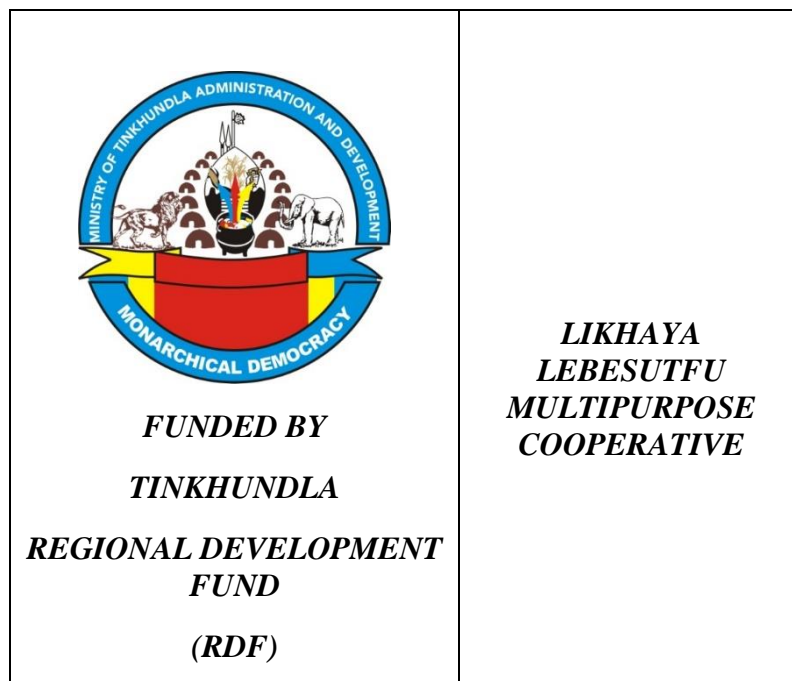 MINISTRY OF TINKHUNDLA ADMINISTRATION AND DEVELOPMENT
MONARCHICAL DEMOCRACY
FUNDED BY
TINKHUNDLA
REGIONAL DEVELOPMENT
FUND
(RDF)
LIKHAYA
LEBESUTFU
MULTIPURPOSE
COOPERATIVE